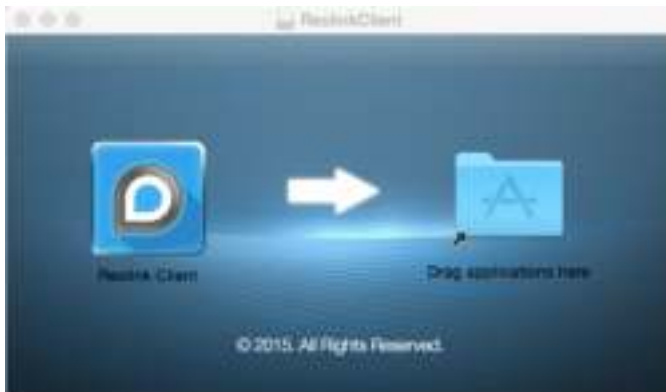 ReolinkClient
Reolink Client
Drag applications here
© 2015. All Rights Reserved.